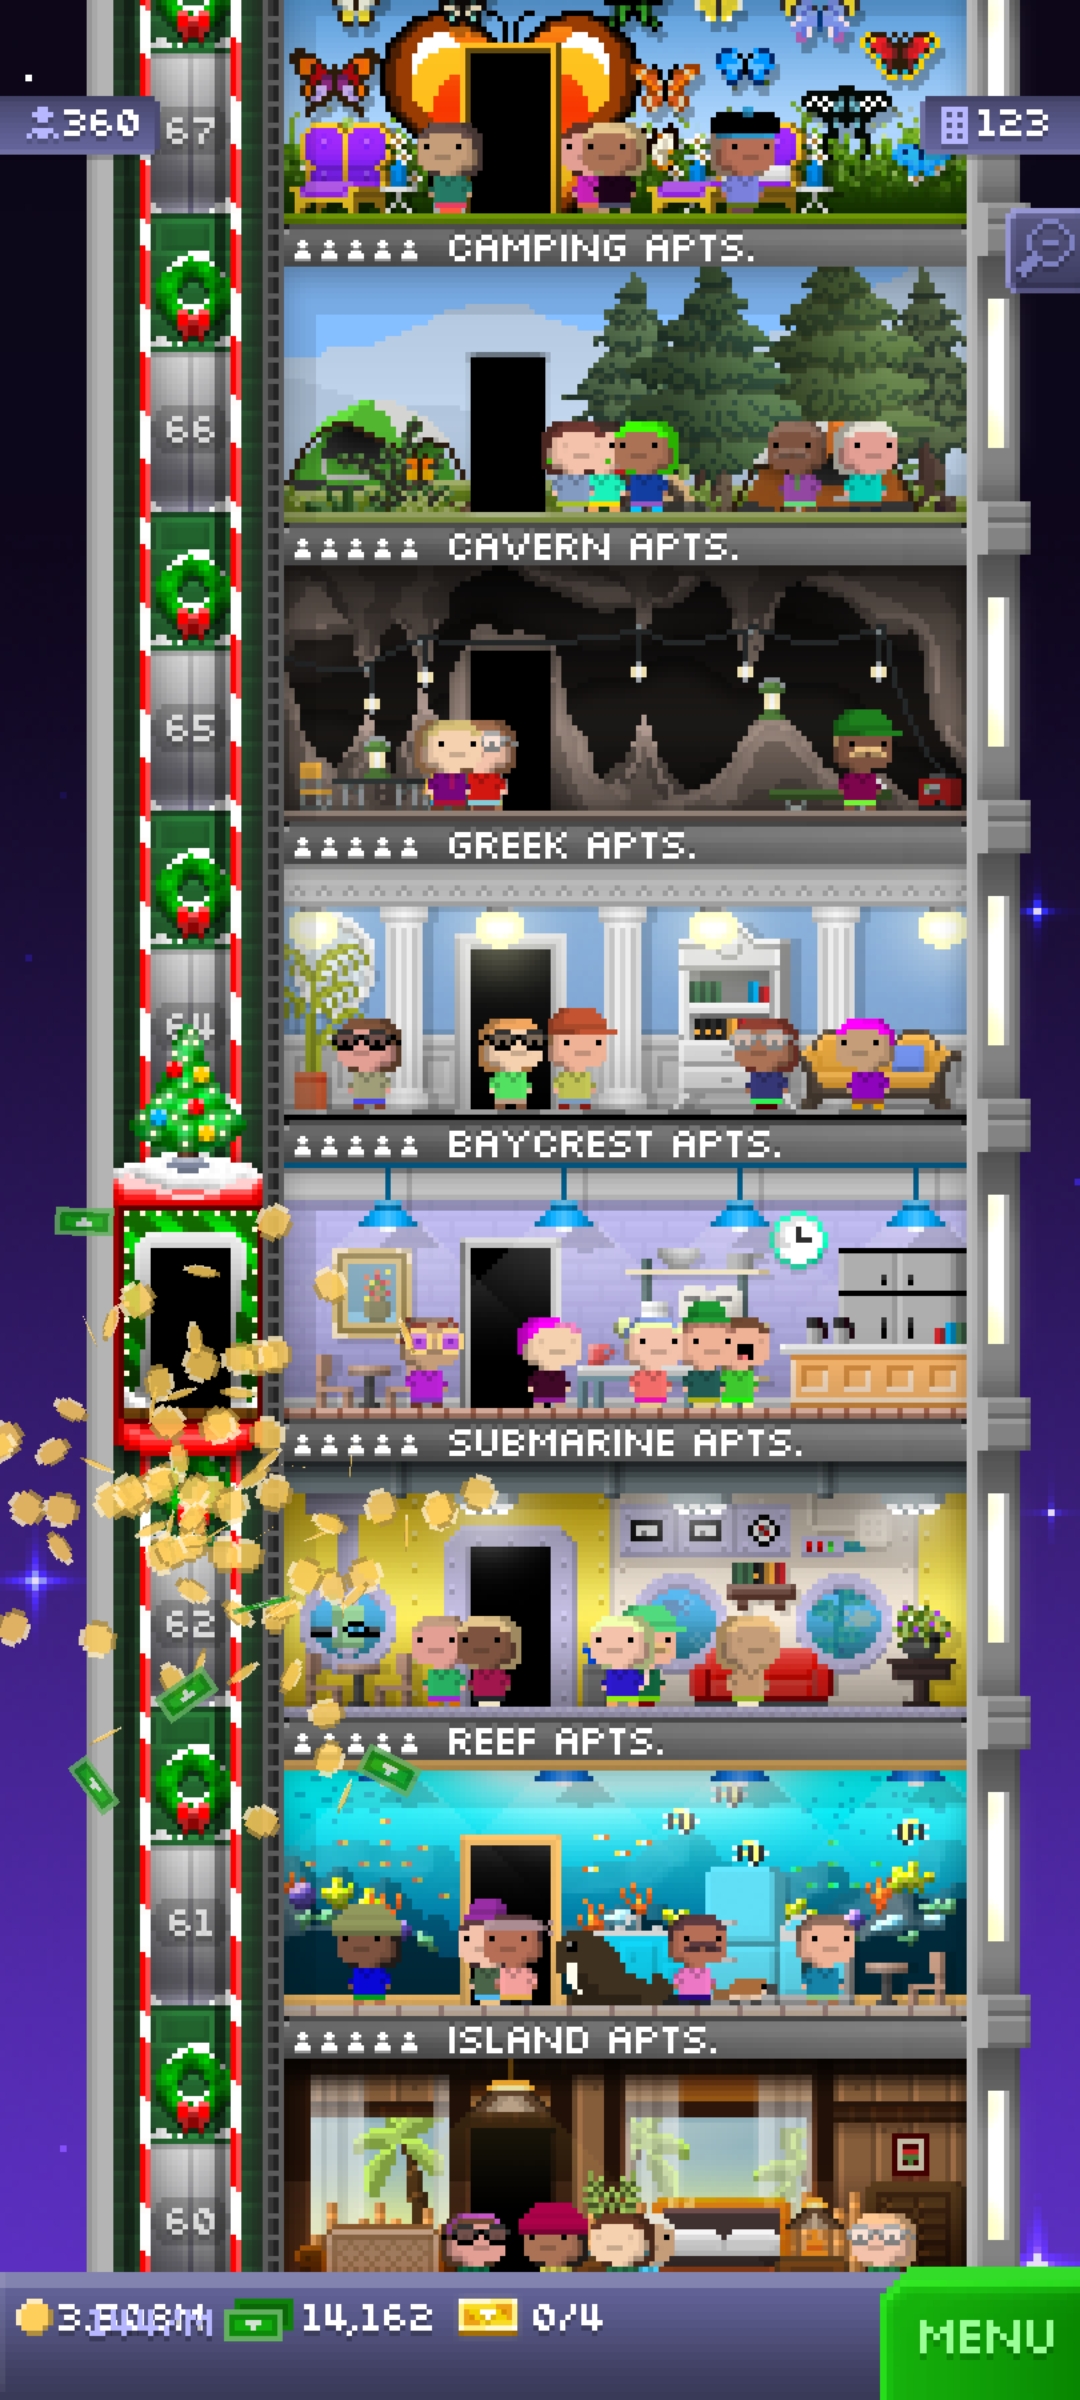 67
360
123
CAMPING APTS.
66
CAVERN APTS.
65
GREEK APTS.
64
BAYCREST APTS.
SUBMARINE APTS.
62
REEF APTS.
61
ISLAND APTS.
60
14,162
0/4
MENU